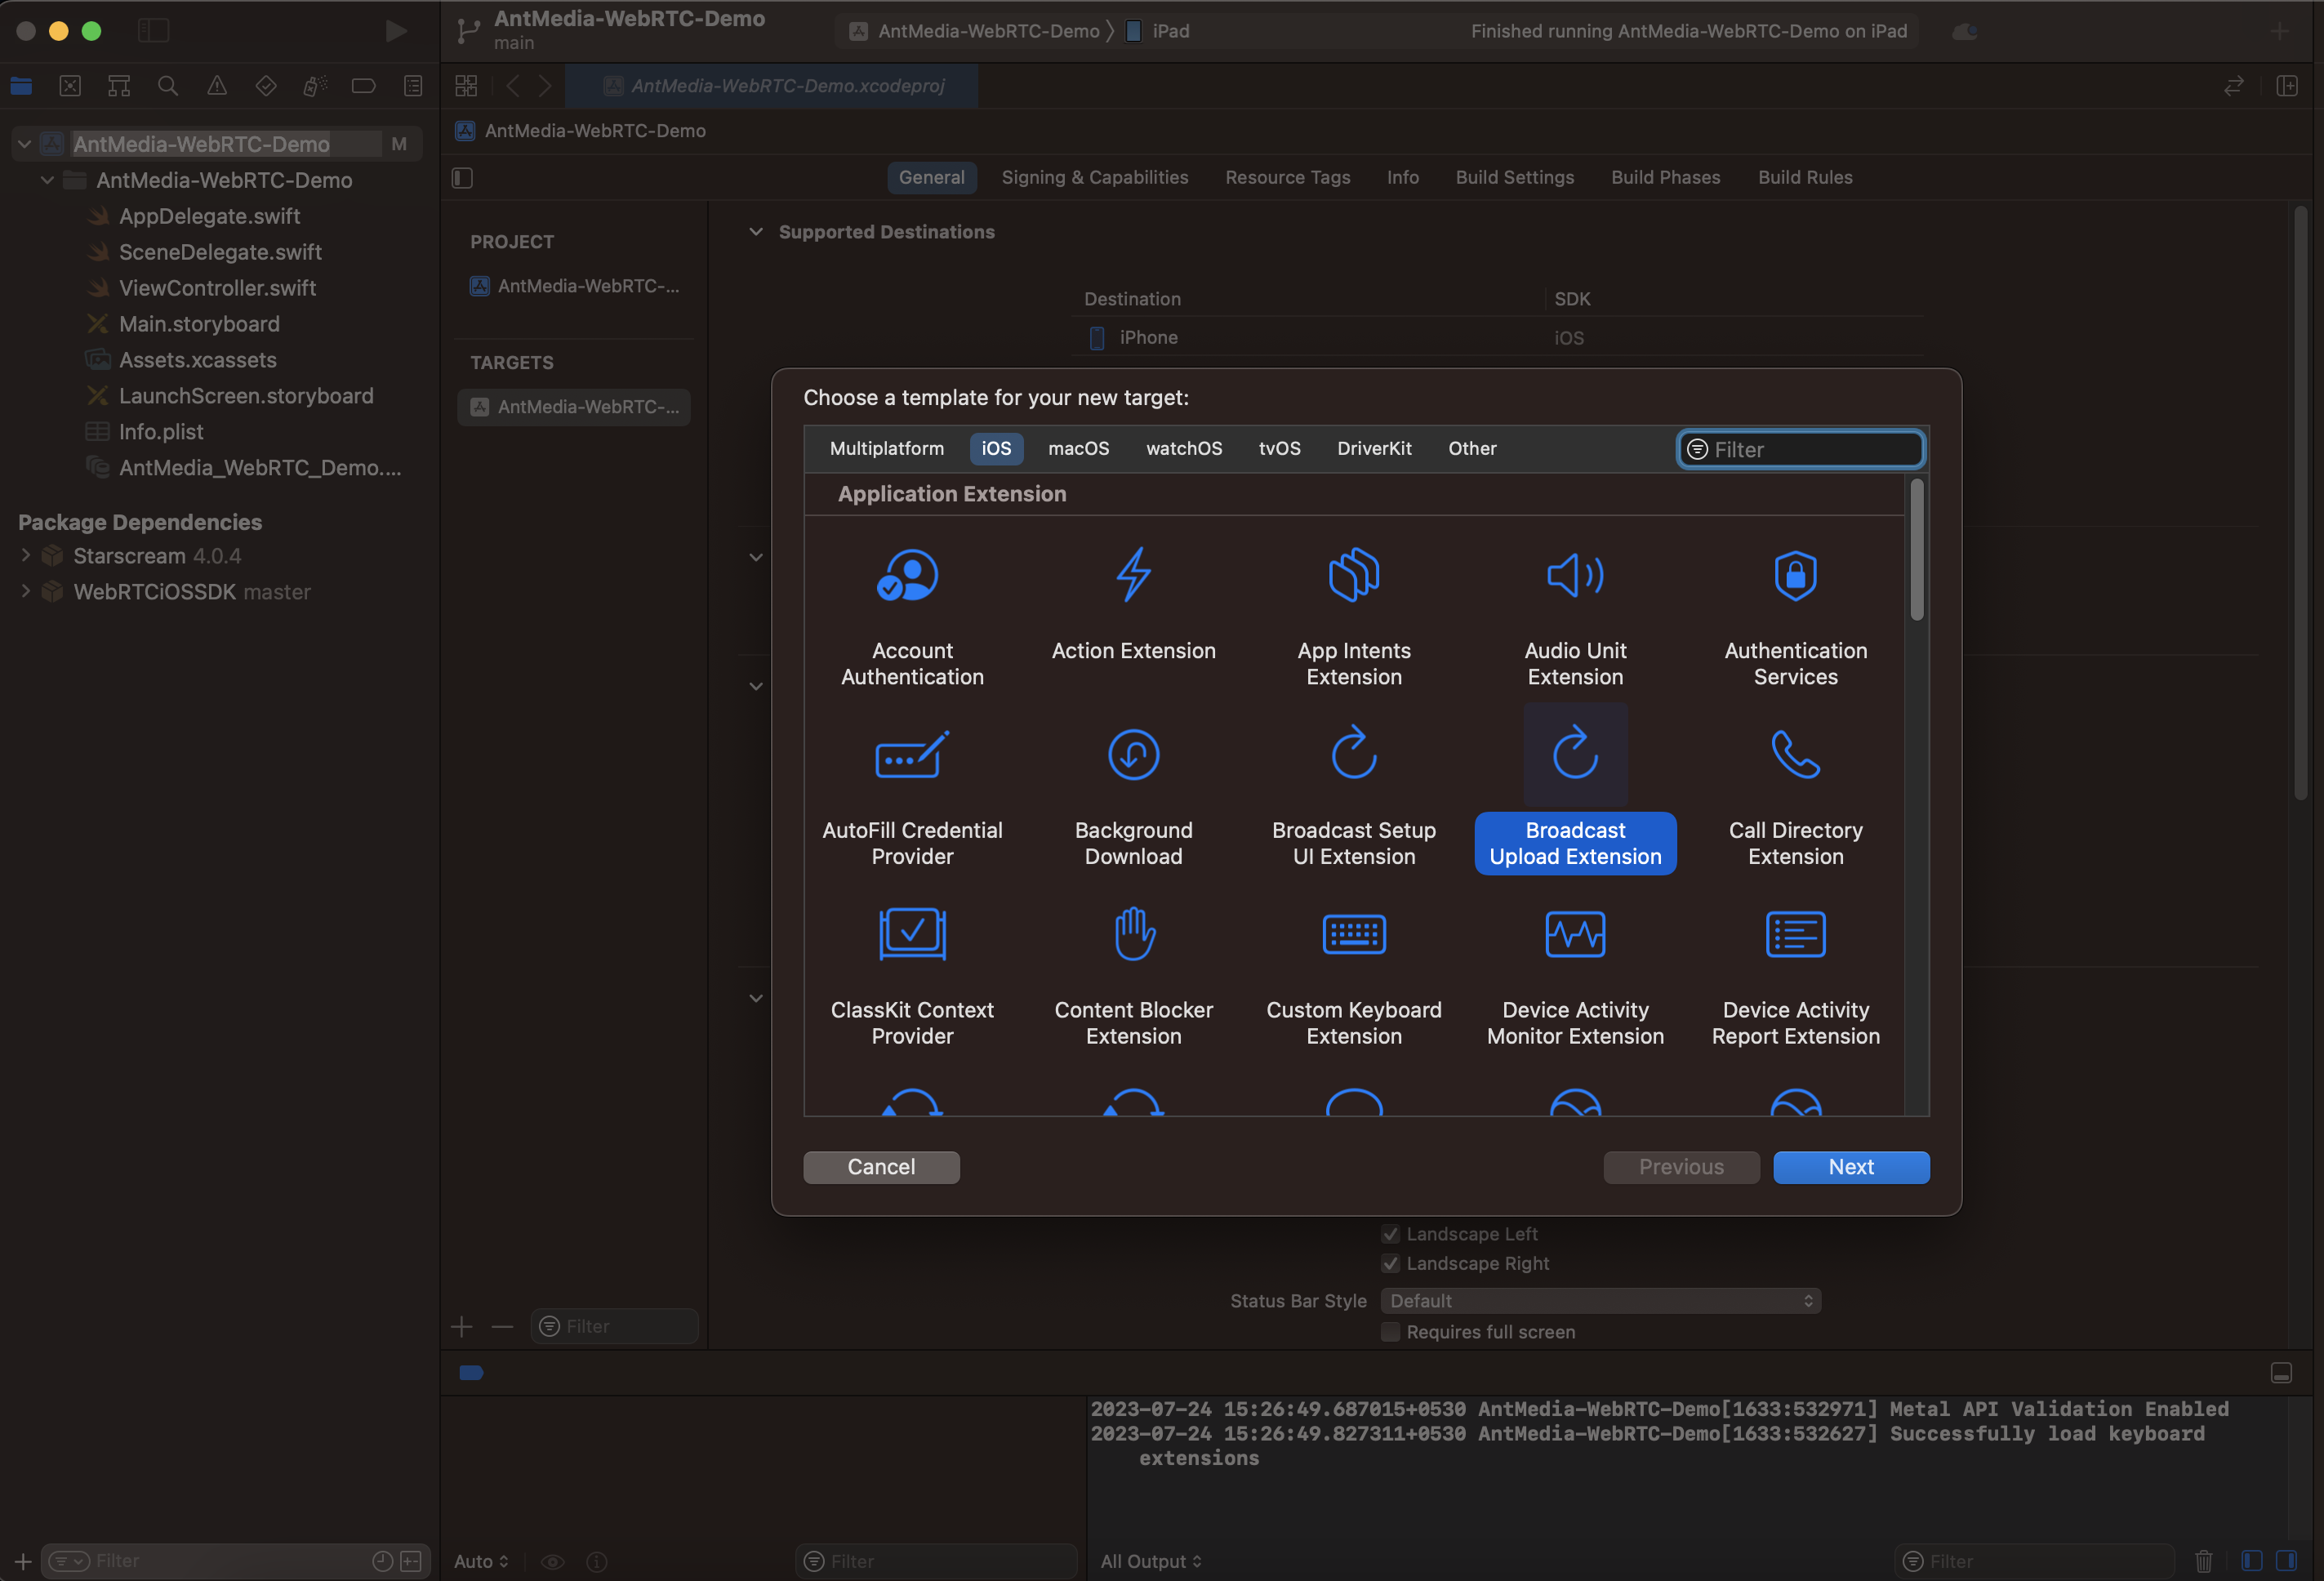 AntMedia-WebRTC-Demo
main
AntMedia-WebRTC-Demo
iPad
Finished running AntMedia-WebRTC-Demo on iPad
AntMedia-WebRTC-Demo.xcodeproj
AntMedia-WebRTC-Demo
AntMedia-WebRTC-Demo M
AntMedia-WebRTC-Demo
AppDelegate.swift
SceneDelegate.swift
ViewController.swift
Main.storyboard
Assets.xcassets
LaunchScreen.storyboard
Info.plist
AntMedia_WebRTC_Demo....
Package Dependencies
Starscream 4.0.4
WebRTCiOSSDK master
General Signing & Capabilities Resource Tags Info Build Settings Build Phases Build Rules
PROJECT
AntMedia-WebRTC-...
TARGETS
AntMedia-WebRTC-...
Filter
Supported Destinations
Destination SDK
iPhone iOS
Choose a template for your new target:
Multiplatform iOS macOS watchOS tvOS DriverKit Other
Filter
Application Extension
Account
Authentication
Action Extension
App Intents
Extension
Audio Unit
Extension
Authentication
Services
AutoFill Credential
Provider
Background
Download
Broadcast Setup
UI Extension
Broadcast
Upload Extension
Call Directory
Extension
ClassKit Context
Provider
Content Blocker
Extension
Custom Keyboard
Extension
Device Activity
Monitor Extension
Device Activity
Report Extension
Cancel
Previous
Next
Landscape Left
Landscape Right
Status Bar Style Default
Requires full screen
2023-07-24 15:26:49.687015+0530 AntMedia-WebRTC-Demo[1633:532971] Metal API Validation Enabled
2023-07-24 15:26:49.827311+0530 AntMedia-WebRTC-Demo[1633:532627] Successfully load keyboard
extensions
Filter
Auto
Filter
All Output
Filter